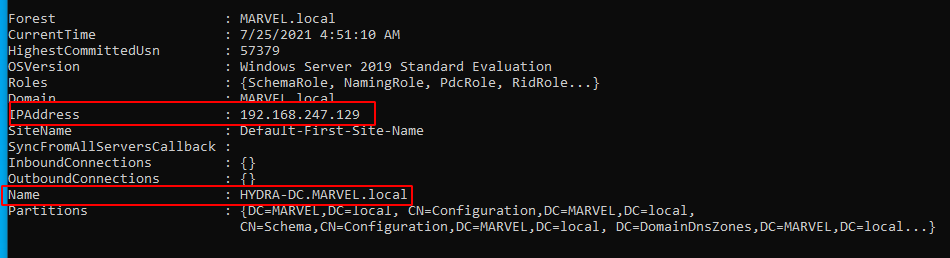 Forest                     : MARVEL.local
CurrentTime                : 7/25/2021 4:51:10 AM
HighestCommittedUsn        : 57379
OSVersion                  : Windows Server 2019 Standard Evaluation
Roles                      : {SchemaRole, NamingRole, PdcRole, RidRole...}
Domain                     : MARVEL.local
IPAddress                  : 192.168.247.129
SiteName                   : Default-First-Site-Name
SyncFromAllServersCallback :
InboundConnections         : {}
OutboundConnections        : {}
Name                       : HYDRA-DC.MARVEL.local
Partitions                 : {DC=MARVEL,DC=local, CN=Configuration,DC=MARVEL,DC=local,
                             CN=Schema,CN=Configuration,DC=MARVEL,DC=local, DC=DomainDnsZones,DC=MARVEL,DC=local...}